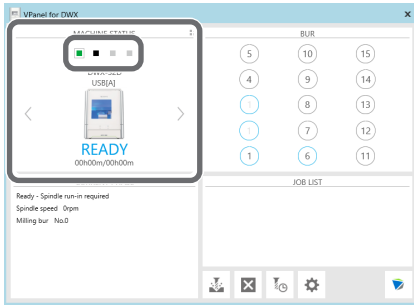 VPanel for DWX
MACHINE STATUS
USB[A]
READY
00h00m/00h00m
BUR
5 10 15
4 9 14
8 13
7 12
1 6 11
Ready - Spindle run-in required
Spindle speed 0rpm
Milling bur No.0
JOB LIST